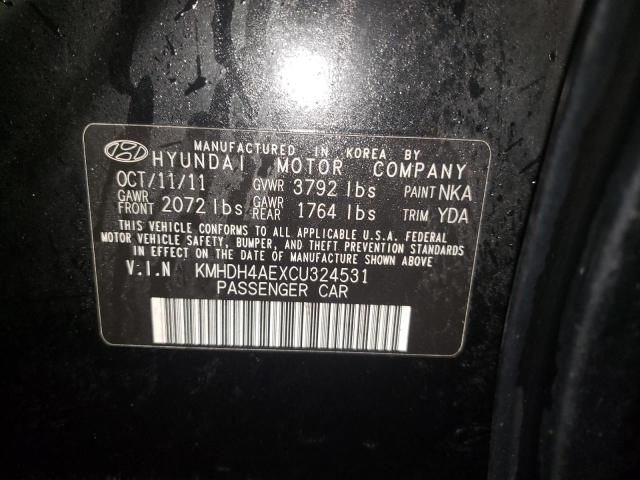 MANUFACTURED IN KOREA BY
HYUNDAI MOTOR COMPANY
OCT/11/11 GVWR 3792 lbs PAINT NKA
GAWR FRONT 2072 lbs GAWR REAR 1764 lbs TRIM YDA
THIS VEHICLE CONFORMS TO ALL APPLICABLE U.S.A. FEDERAL
MOTOR VEHICLE SAFETY, BUMPER, AND THEFT PREVENTION STANDARDS
IN EFFECT ON THE DATE OF MANUFACTURE SHOWN ABOVE
V.I.N KMHDH4AEXCU324531
PASSENGER CAR